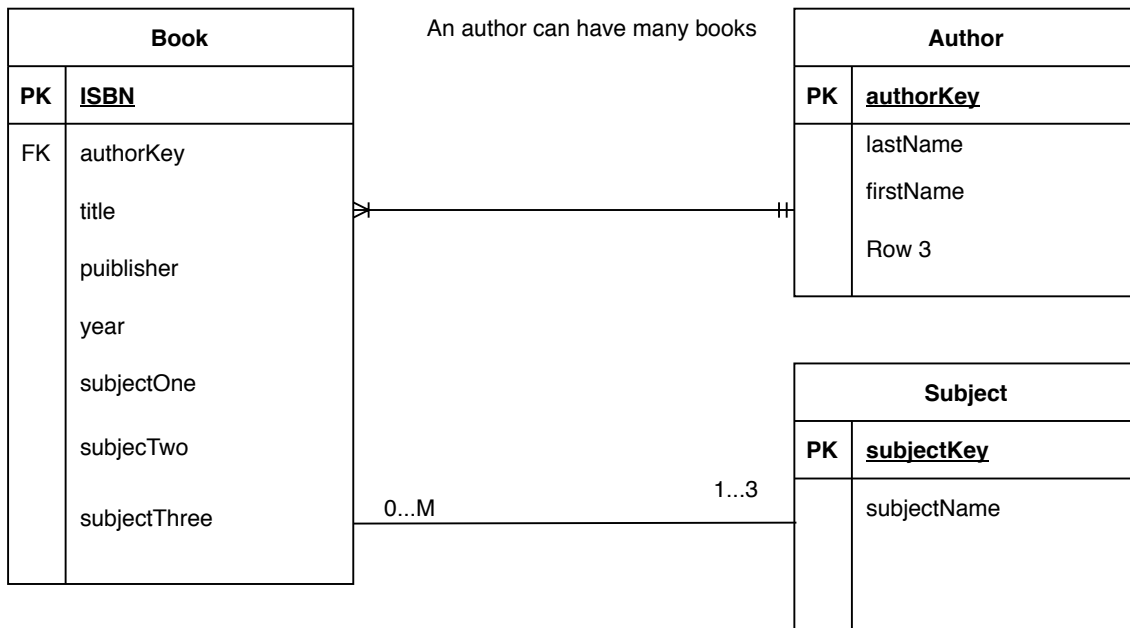 Book
PK ISBN
FK authorKey
title
puiblisher
year
subjectOne
subjecTwo
subjectThree
An author can have many books
Author
PK authorKey
lastName
firstName
Row 3
0...M
1...3
Subject
PK subjectKey
subjectName